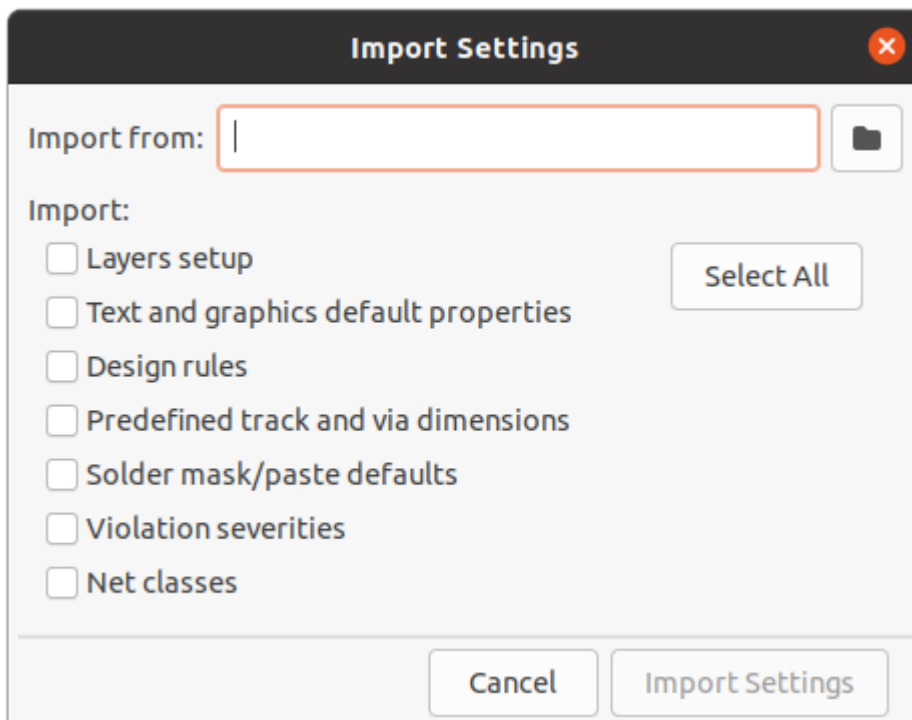 Import Settings
Import from:
Import:
Layers setup
Select All
Text and graphics default properties
Design rules
Predefined track and via dimensions
Solder mask/paste defaults
Violation severities
Net classes
Cancel
Import Settings